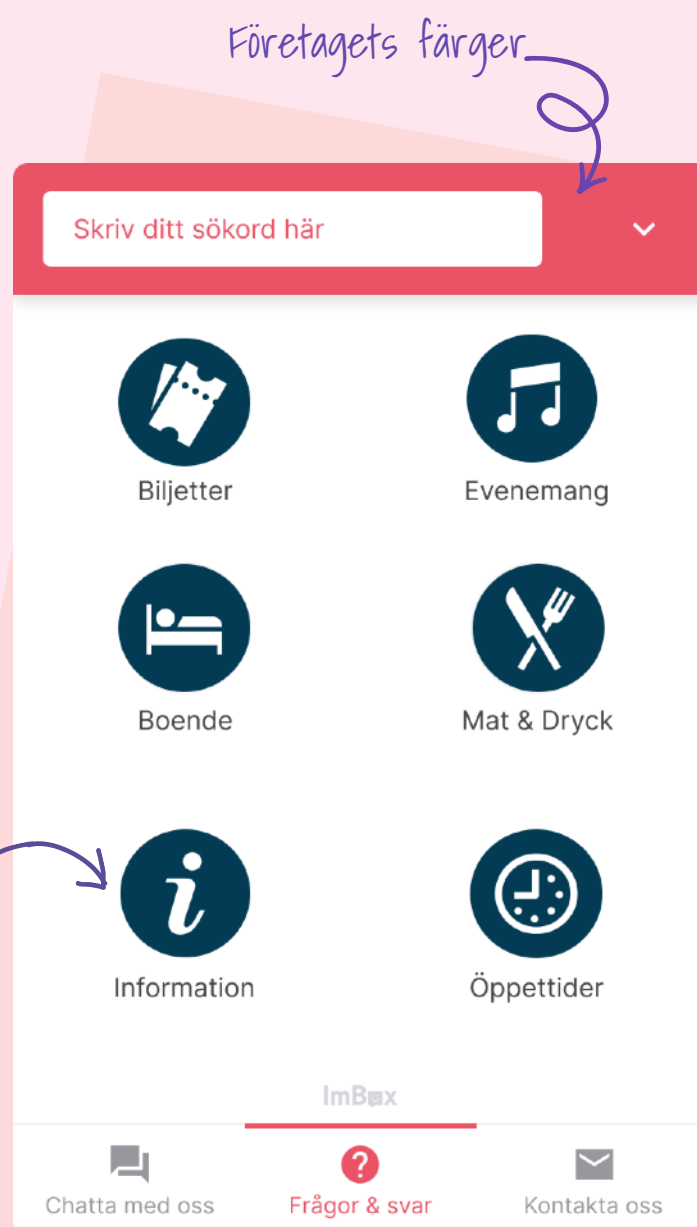 Företagets färger
Skriv ditt sökord här
Biljetter
Evenemang
Boende
Mat & Dryck
Information
Öppettider
ImBox
Chatta med oss
Frågor & svar
Kontakta oss